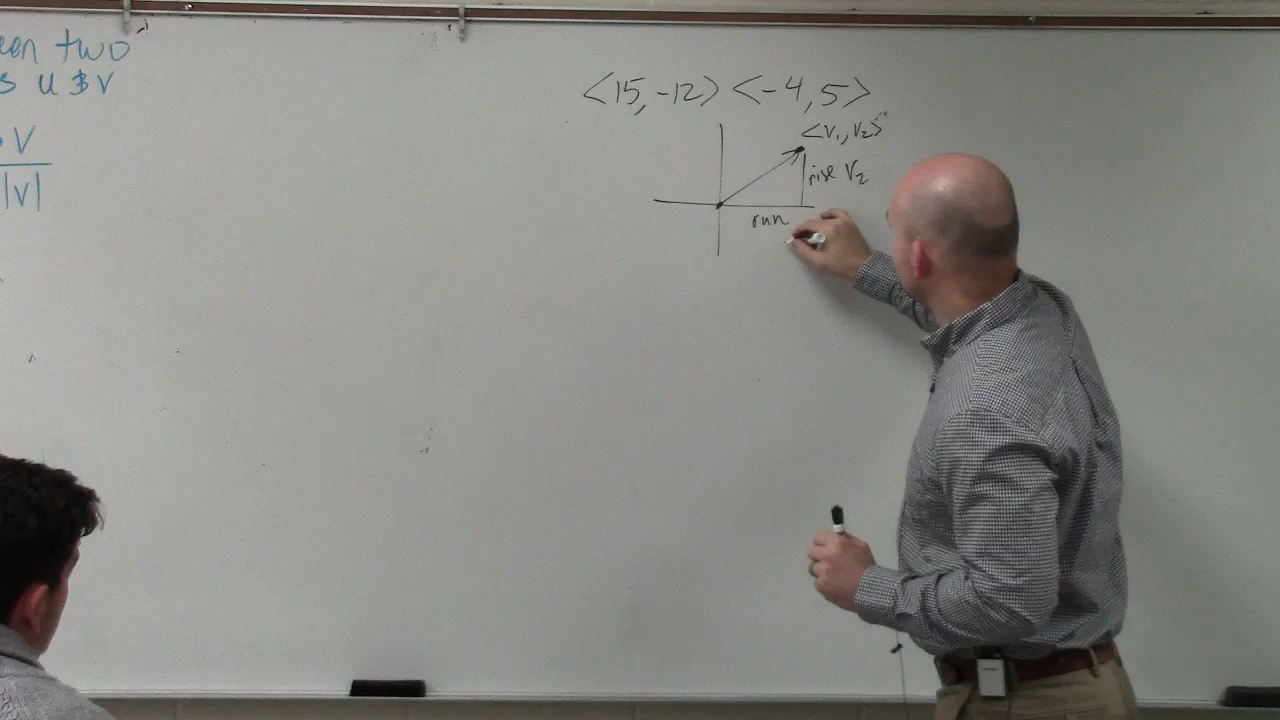 een two
s u & v
• v
|v|
<15, -12> <-4, 5>
<v₁, v₂>
rise v₂
run